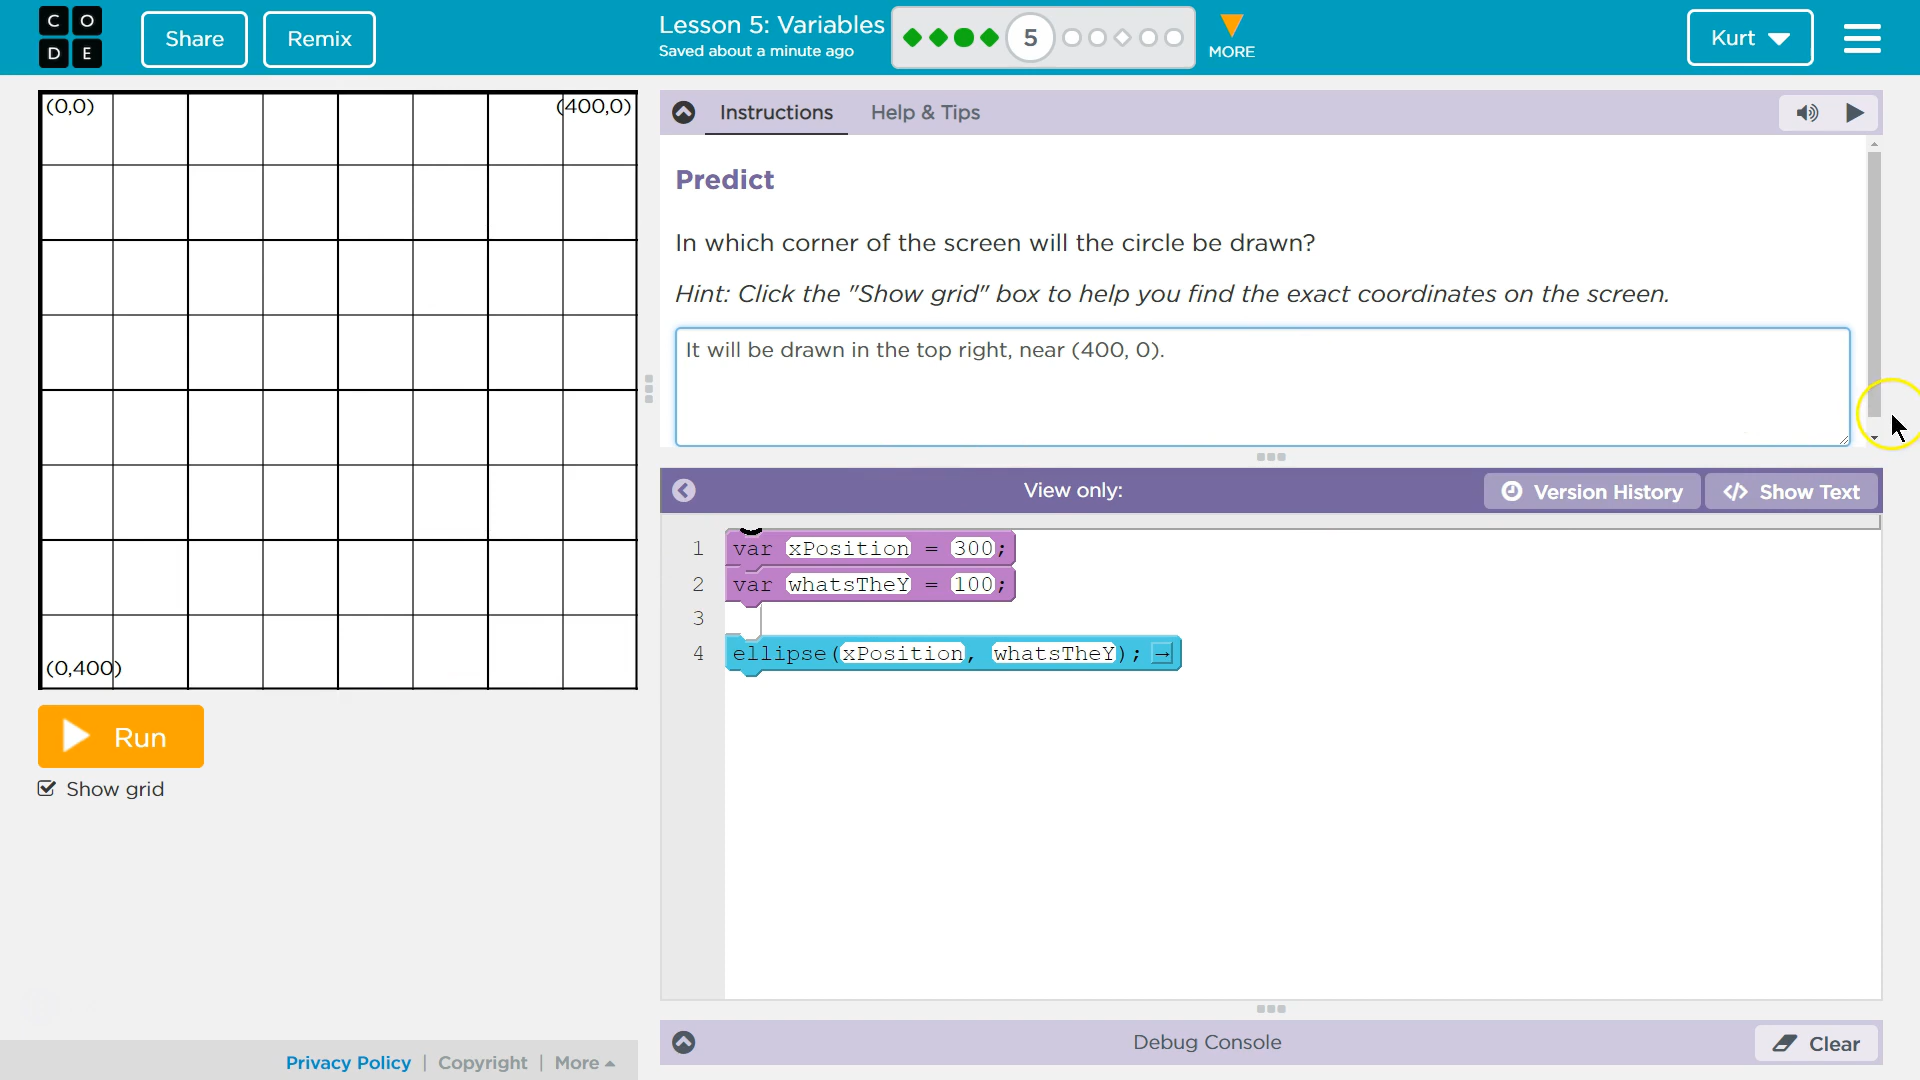 C O
D E
Share
Remix
Lesson 5: Variables
Saved about a minute ago
5
MORE
Kurt
(0,0)
(400,0)
(0,400)
Run
Show grid
Instructions
Help & Tips
Predict
In which corner of the screen will the circle be drawn?
Hint: Click the "Show grid" box to help you find the exact coordinates on the screen.
It will be drawn in the top right, near (400, 0).
View only:
Version History
</> Show Text
1 var xPosition = 300;
2 var whatsTheY = 100;
3
4 ellipse(xPosition, whatsTheY); →
Debug Console
Clear
Privacy Policy | Copyright | More